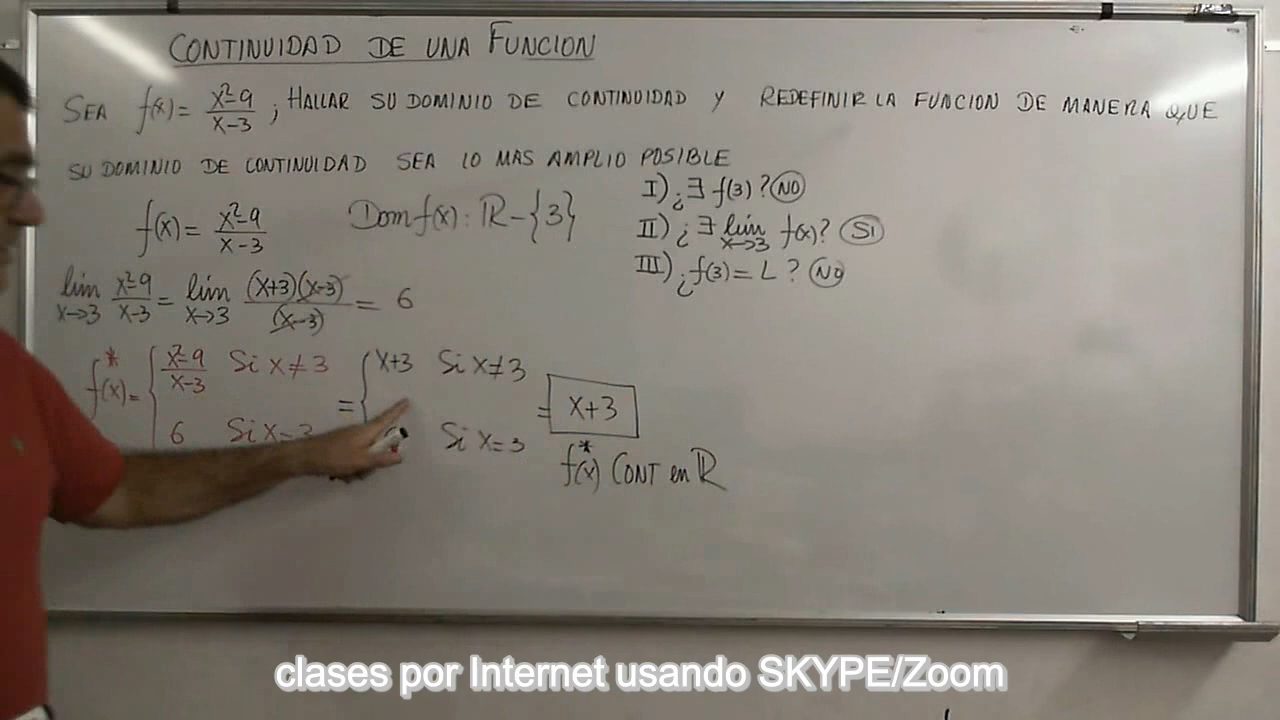 CONTINUIDAD DE UNA FUNCION
SEA f(x) = x²-9 / x-3 ; HALLAR SU DOMINIO DE CONTINUIDAD Y REDEFINIR LA FUNCION DE MANERA QUE
SU DOMINIO DE CONTINUIDAD SEA LO MAS AMPLIO POSIBLE
f(x) = x²-9 / x-3 Dom f(x): ℝ - {3}
I) ¿∃ f(3)? NO
II) ¿∃ lim x→3 f(x)? SI
III) ¿f(3) = L? NO
lim x→3 x²-9 / x-3 = lim x→3 (x+3)(x-3) / (x-3) = 6
f*(x) = { x²-9 / x-3 Si x≠3 = { x+3 Si x≠3 = x+3
6 Si x=3 Si x=3
f*(x) CONT en ℝ
clases por Internet usando SKYPE/Zoom